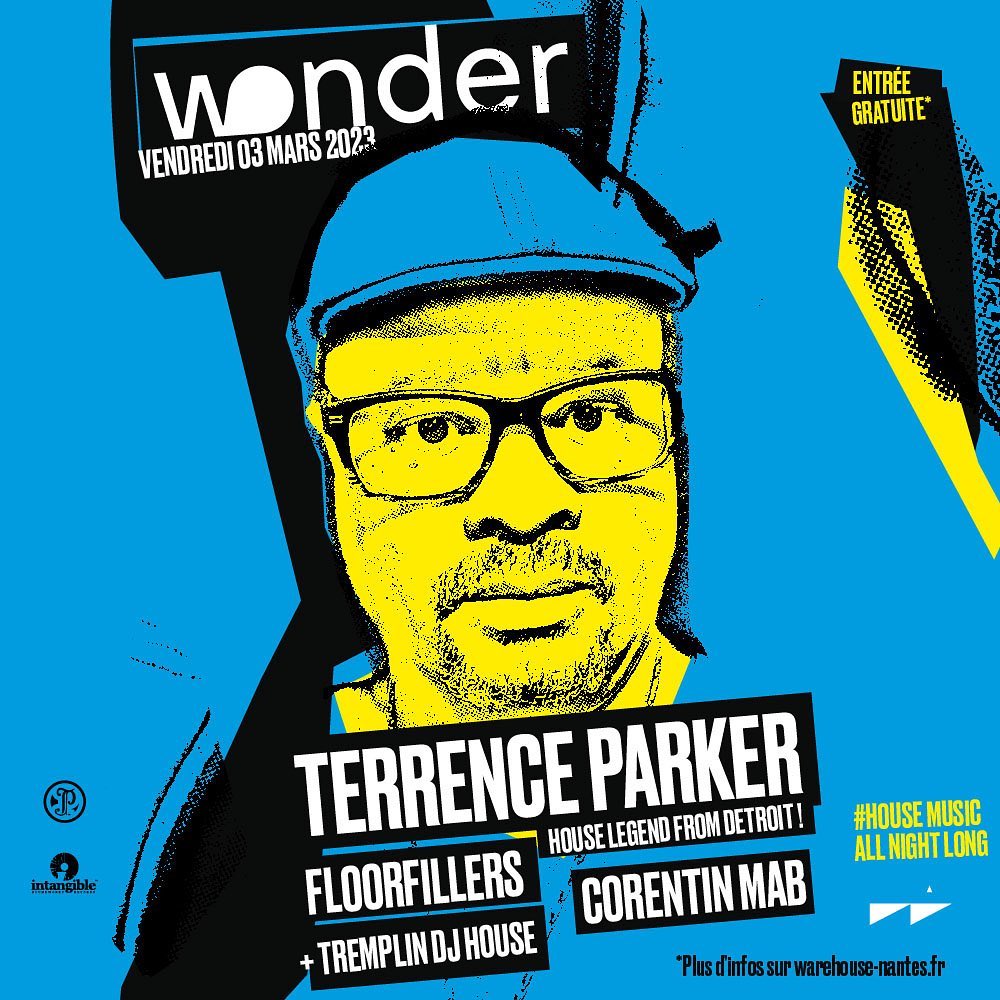 wonder
VENDREDI 03 MARS 2023
ENTRÉE
GRATUITE*
TERRENCE PARKER
HOUSE LEGEND FROM DETROIT !
FLOORFILLERS
CORENTIN MAB
+ TREMPLIN DJ HOUSE
#HOUSE MUSIC
ALL NIGHT LONG
intangible
*Plus d'infos sur warehouse-nantes.fr